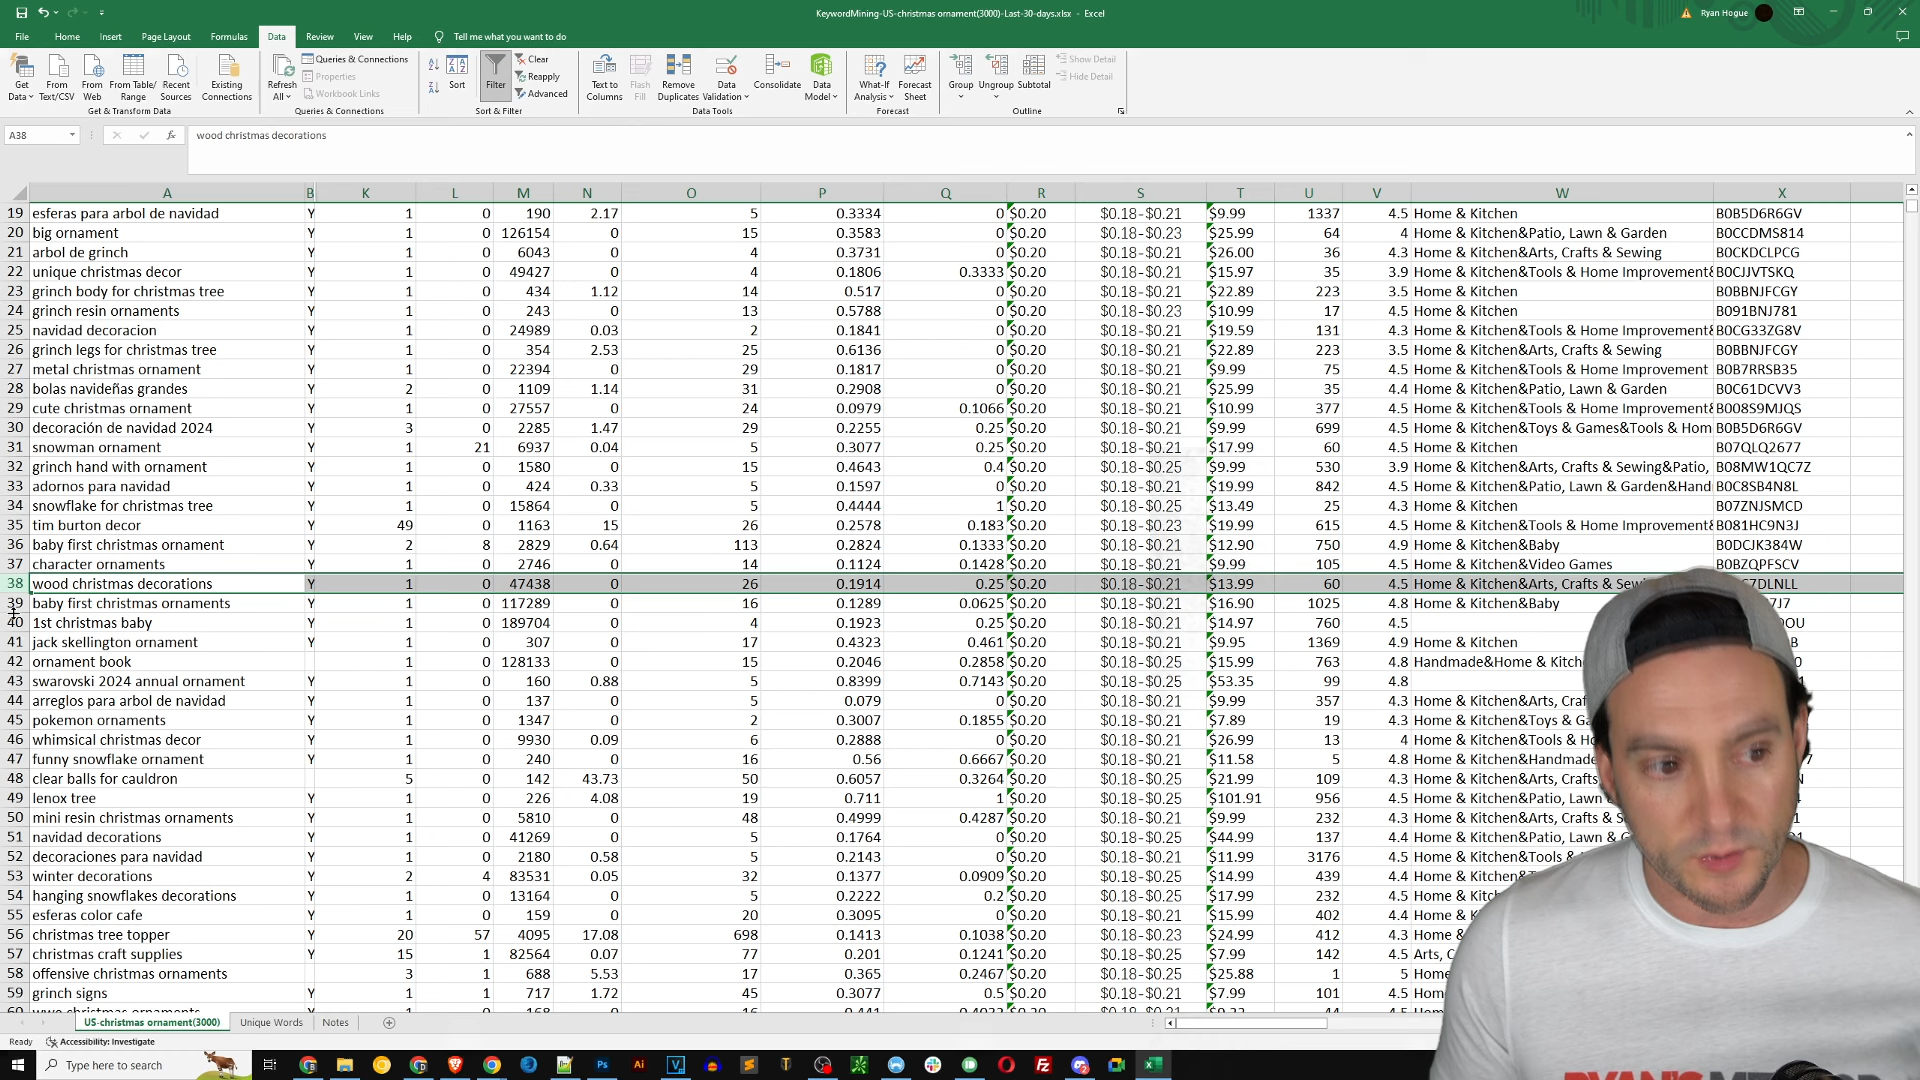 KeywordMining-US-christmas ornament(3000)-Last-30-days.xlsx - Excel
Ryan Hogue
File Home Insert Page Layout Formulas Data Review View Help Tell me what you want to do
Get Data From Text/CSV From Web From Table/Range Recent Sources Existing Connections
Get & Transform Data
Refresh All Queries & Connections Properties Workbook Links
Queries & Connections
Sort Filter Clear Reapply Advanced
Sort & Filter
Text to Columns Flash Fill Remove Duplicates Data Validation Consolidate Data Model
Data Tools
What-If Analysis Forecast Sheet
Forecast
Group Ungroup Subtotal Show Detail Hide Detail
Outline
A38 fx wood christmas decorations
A B K L M N O P Q R S T U V W X
19 esferas para arbol de navidad Y 1 0 190 2.17 5 0.3334 0 $0.20 $0.18-$0.21 $9.99 1337 4.5 Home & Kitchen B0B5D6R6GV
20 big ornament Y 1 0 126154 0 15 0.3583 0 $0.20 $0.18-$0.23 $25.99 64 4 Home & Kitchen&Patio, Lawn & Garden B0CCDMS814
21 arbol de grinch Y 1 0 6043 0 4 0.3731 0 $0.20 $0.18-$0.21 $26.00 36 4.3 Home & Kitchen&Arts, Crafts & Sewing B0CKDCLPCG
22 unique christmas decor Y 1 0 49427 0 4 0.1806 0.3333 $0.20 $0.18-$0.21 $15.97 35 3.9 Home & Kitchen&Tools & Home Improvement& B0CJJVTSKQ
23 grinch body for christmas tree Y 1 0 434 1.12 14 0.517 0 $0.20 $0.18-$0.21 $22.89 223 3.5 Home & Kitchen B0BBNJFCGY
24 grinch resin ornaments Y 1 0 243 0 13 0.5788 0 $0.20 $0.18-$0.23 $10.99 17 4.5 Home & Kitchen B091BNJ781
25 navidad decoracion Y 1 0 24989 0.03 2 0.1841 0 $0.20 $0.18-$0.21 $19.59 131 4.3 Home & Kitchen&Tools & Home Improvement& B0CG33ZG8V
26 grinch legs for christmas tree Y 1 0 354 2.53 25 0.6136 0 $0.20 $0.18-$0.21 $22.89 223 3.5 Home & Kitchen&Arts, Crafts & Sewing B0BBNJFCGY
27 metal christmas ornament Y 1 0 22394 0 29 0.1817 0 $0.20 $0.18-$0.21 $9.99 75 4.5 Home & Kitchen&Tools & Home Improvement B0B7RRSB35
28 bolas navideñas grandes Y 2 0 1109 1.14 31 0.2908 0 $0.20 $0.18-$0.21 $25.99 35 4.4 Home & Kitchen&Patio, Lawn & Garden B0C61DCVV3
29 cute christmas ornament Y 1 0 27557 0 24 0.0979 0.1066 $0.20 $0.18-$0.21 $10.99 377 4.5 Home & Kitchen&Tools & Home Improvement& B008S9MJQS
30 decoración de navidad 2024 Y 3 0 2285 1.47 29 0.2255 0.25 $0.20 $0.18-$0.21 $9.99 699 4.5 Home & Kitchen&Toys & Games&Tools & Hom B0B5D6R6GV
31 snowman ornament Y 1 21 6937 0.04 5 0.3077 0.25 $0.20 $0.18-$0.21 $17.99 60 4.5 Home & Kitchen B07QLQ2677
32 grinch hand with ornament Y 1 0 1580 0 15 0.4643 0.4 $0.20 $0.18-$0.25 $9.99 530 3.9 Home & Kitchen&Arts, Crafts & Sewing&Patio, B08MW1QC7Z
33 adornos para navidad Y 1 0 424 0.33 5 0.1597 0 $0.20 $0.18-$0.21 $19.99 842 4.5 Home & Kitchen&Patio, Lawn & Garden&Hand B0C8SB4N8L
34 snowflake for christmas tree Y 1 0 15864 0 5 0.4444 1 $0.20 $0.18-$0.25 $13.49 25 4.3 Home & Kitchen B07ZNJSMCD
35 tim burton decor Y 49 0 1163 15 26 0.2578 0.183 $0.20 $0.18-$0.23 $19.99 615 4.5 Home & Kitchen&Tools & Home Improvement& B081HC9N3J
36 baby first christmas ornament Y 2 8 2829 0.64 113 0.2824 0.1333 $0.20 $0.18-$0.21 $12.90 750 4.9 Home & Kitchen&Baby B0DCJK384W
37 character ornaments Y 1 0 2746 0 14 0.1124 0.1428 $0.20 $0.18-$0.21 $9.99 105 4.5 Home & Kitchen&Video Games B0BZQPFSCV
38 wood christmas decorations Y 1 0 47438 0 26 0.1914 0.25 $0.20 $0.18-$0.21 $13.99 60 4.5 Home & Kitchen&Arts, Crafts & Sew C7DLNLL
39 baby first christmas ornaments Y 1 0 117289 0 16 0.1289 0.0625 $0.20 $0.18-$0.21 $16.90 1025 4.8 Home & Kitchen&Baby 7J7
40 1st christmas baby Y 1 0 189704 0 4 0.1923 0.25 $0.20 $0.18-$0.21 $14.97 760 4.5 OU
41 jack skellington ornament Y 1 0 307 0 17 0.4323 0.461 $0.20 $0.18-$0.21 $9.95 1369 4.9 Home & Kitchen B
42 ornament book 1 0 128133 0 15 0.2046 0.2858 $0.20 $0.18-$0.25 $15.99 763 4.8 Handmade&Home & Kitche 0
43 swarovski 2024 annual ornament Y 1 0 160 0.88 5 0.8399 0.7143 $0.20 $0.18-$0.25 $53.35 99 4.8 1
44 arreglos para arbol de navidad Y 1 0 137 0 5 0.079 0 $0.20 $0.18-$0.21 $9.99 357 4.3 Home & Kitchen&Arts, Cra
45 pokemon ornaments Y 1 0 1347 0 2 0.3007 0.1855 $0.20 $0.18-$0.21 $7.89 19 4.3 Home & Kitchen&Toys & Ga
46 whimsical christmas decor Y 1 0 9930 0.09 6 0.2888 0 $0.20 $0.18-$0.21 $26.99 13 4 Home & Kitchen&Tools & Ho
47 funny snowflake ornament Y 1 0 240 0 16 0.56 0.6667 $0.20 $0.18-$0.21 $11.58 5 4.8 Home & Kitchen&Handmade 7
48 clear balls for cauldron 5 0 142 43.73 50 0.6057 0.3264 $0.20 $0.18-$0.25 $21.99 109 4.3 Home & Kitchen&Arts, Crafts N
49 lenox tree Y 1 0 226 4.08 19 0.711 1 $0.20 $0.18-$0.25 $101.91 956 4.5 Home & Kitchen&Patio, Lawn 4
50 mini resin christmas ornaments Y 1 0 5810 0 48 0.4999 0.4287 $0.20 $0.18-$0.25 $9.99 232 4.3 Home & Kitchen&Arts, Crafts & S 1
51 navidad decorations Y 1 0 41269 0 5 0.1764 0 $0.20 $0.18-$0.25 $44.99 137 4.4 Home & Kitchen&Patio, Lawn & G 1
52 decoraciones para navidad Y 1 0 2180 0.58 5 0.2143 0 $0.20 $0.18-$0.21 $11.99 3176 4.5 Home & Kitchen&Tools &
53 winter decorations Y 2 4 83531 0.05 32 0.1377 0.0909 $0.20 $0.18-$0.21 $14.99 439 4.4 Home & Kitchen&
54 hanging snowflakes decorations Y 1 0 13164 0 5 0.2222 0.2 $0.20 $0.18-$0.21 $17.99 232 4.5 Home & Kitc
55 esferas color cafe Y 1 0 159 0 20 0.3095 0 $0.20 $0.18-$0.21 $15.99 402 4.4 Home & K
56 christmas tree topper Y 20 57 4095 17.08 698 0.1413 0.1038 $0.20 $0.18-$0.23 $24.99 412 4.3 Home &
57 christmas craft supplies Y 15 1 82564 0.07 77 0.201 0.1241 $0.20 $0.18-$0.25 $7.99 142 4.5 Arts, C
58 offensive christmas ornaments 3 1 688 5.53 17 0.365 0.2467 $0.20 $0.18-$0.25 $25.88 1 5 Home
59 grinch signs Y 1 1 717 1.72 45 0.3077 0.5 $0.20 $0.18-$0.21 $7.99 101 4.5 Hom
US-christmas ornament(3000) Unique Words Notes
Ready Accessibility: Investigate
Type here to search